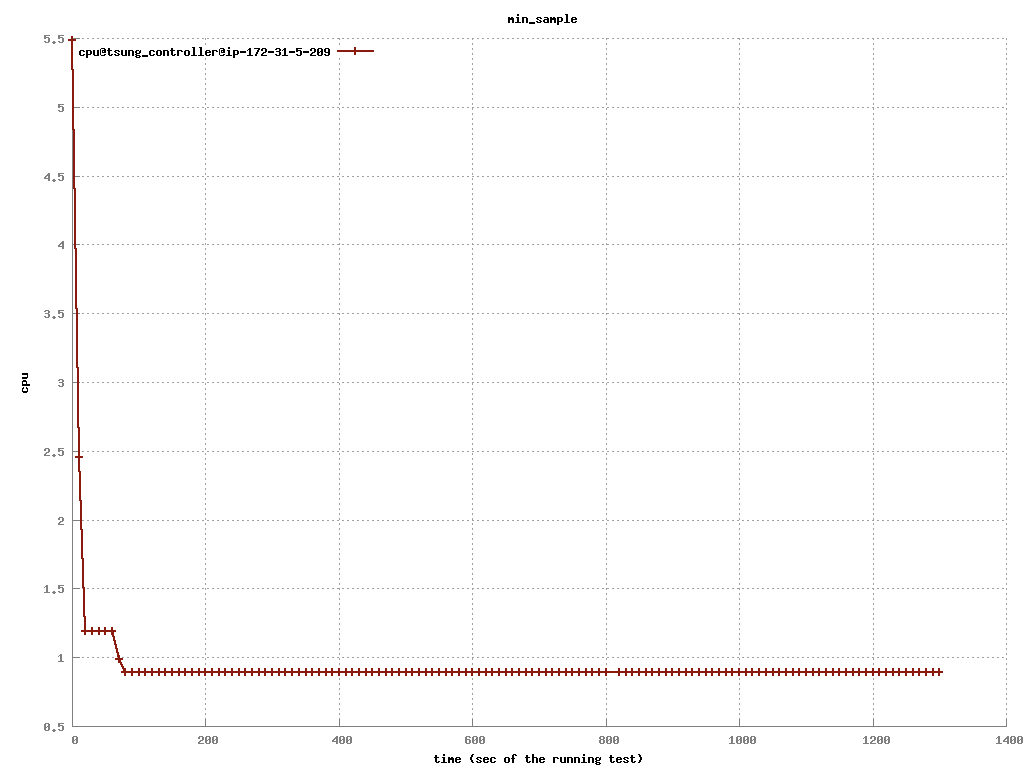 min_sample
5.5
cpu@tsung_controller@ip-172-31-5-209
5
4.5
4
3.5
3
cpu
2.5
2
1.5
1
0.5
0 200 400 600 800 1000 1200 1400
time (sec of the running test)